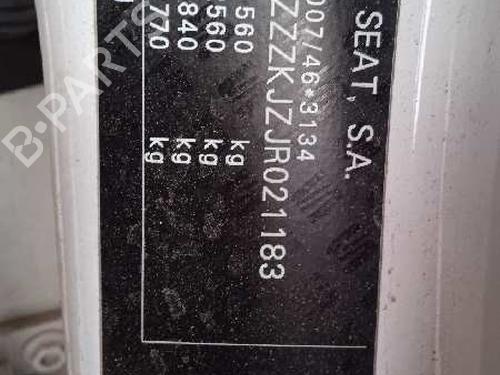 SEAT, S.A.
007/46*3134
ZZZKJZJR021183
560 kg
840 kg
560 kg
770 kg
B-PARTS